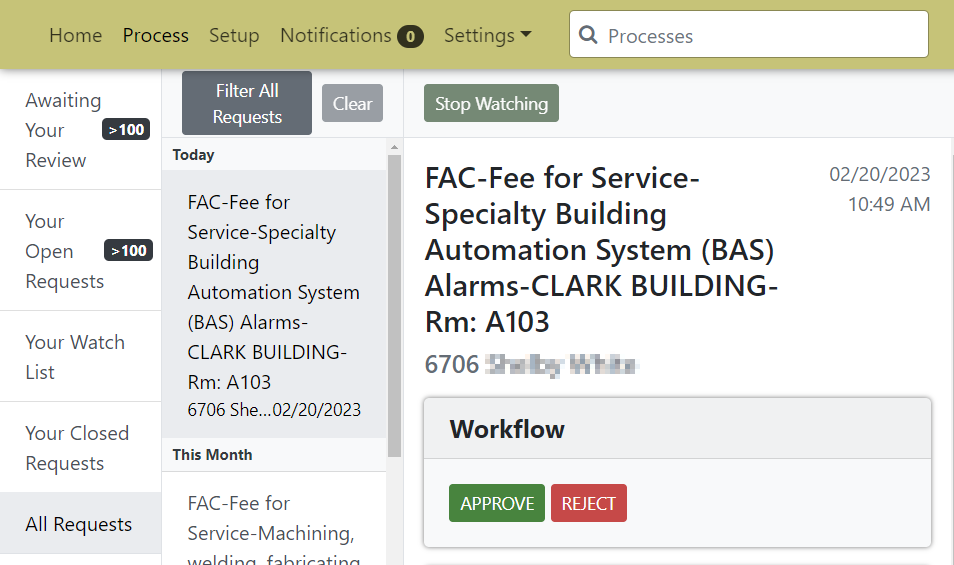 Home Process Setup Notifications 0 Settings Processes
Awaiting
Your >100
Review
Your
Open >100
Requests
Your Watch
List
Your Closed
Requests
All Requests
Filter All
Requests
Clear
Today
FAC-Fee for
Service-Specialty
Building
Automation System
(BAS) Alarms-
CLARK BUILDING-
Rm: A103
6706 She...02/20/2023
This Month
FAC-Fee for
Service-Machining,
welding, fabricating
Stop Watching
FAC-Fee for Service-
Specialty Building
Automation System (BAS)
Alarms-CLARK BUILDING-
Rm: A103
02/20/2023
10:49 AM
6706
Workflow
APPROVE REJECT